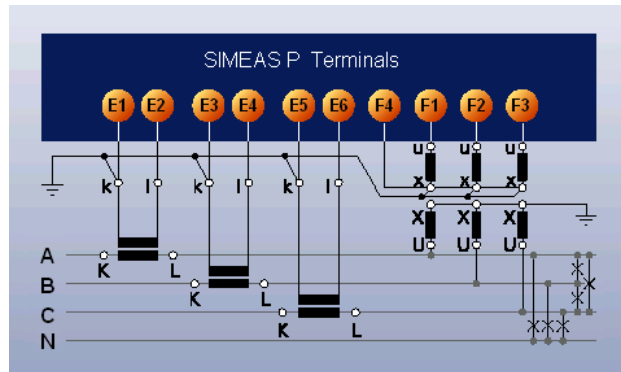 SIMEAS P Terminals
E1 E2 E3 E4 E5 E6 F4 F1 F2 F3
u u u
k l k l k l x x x
X X X
A K L U U U
B K L
C K L
N